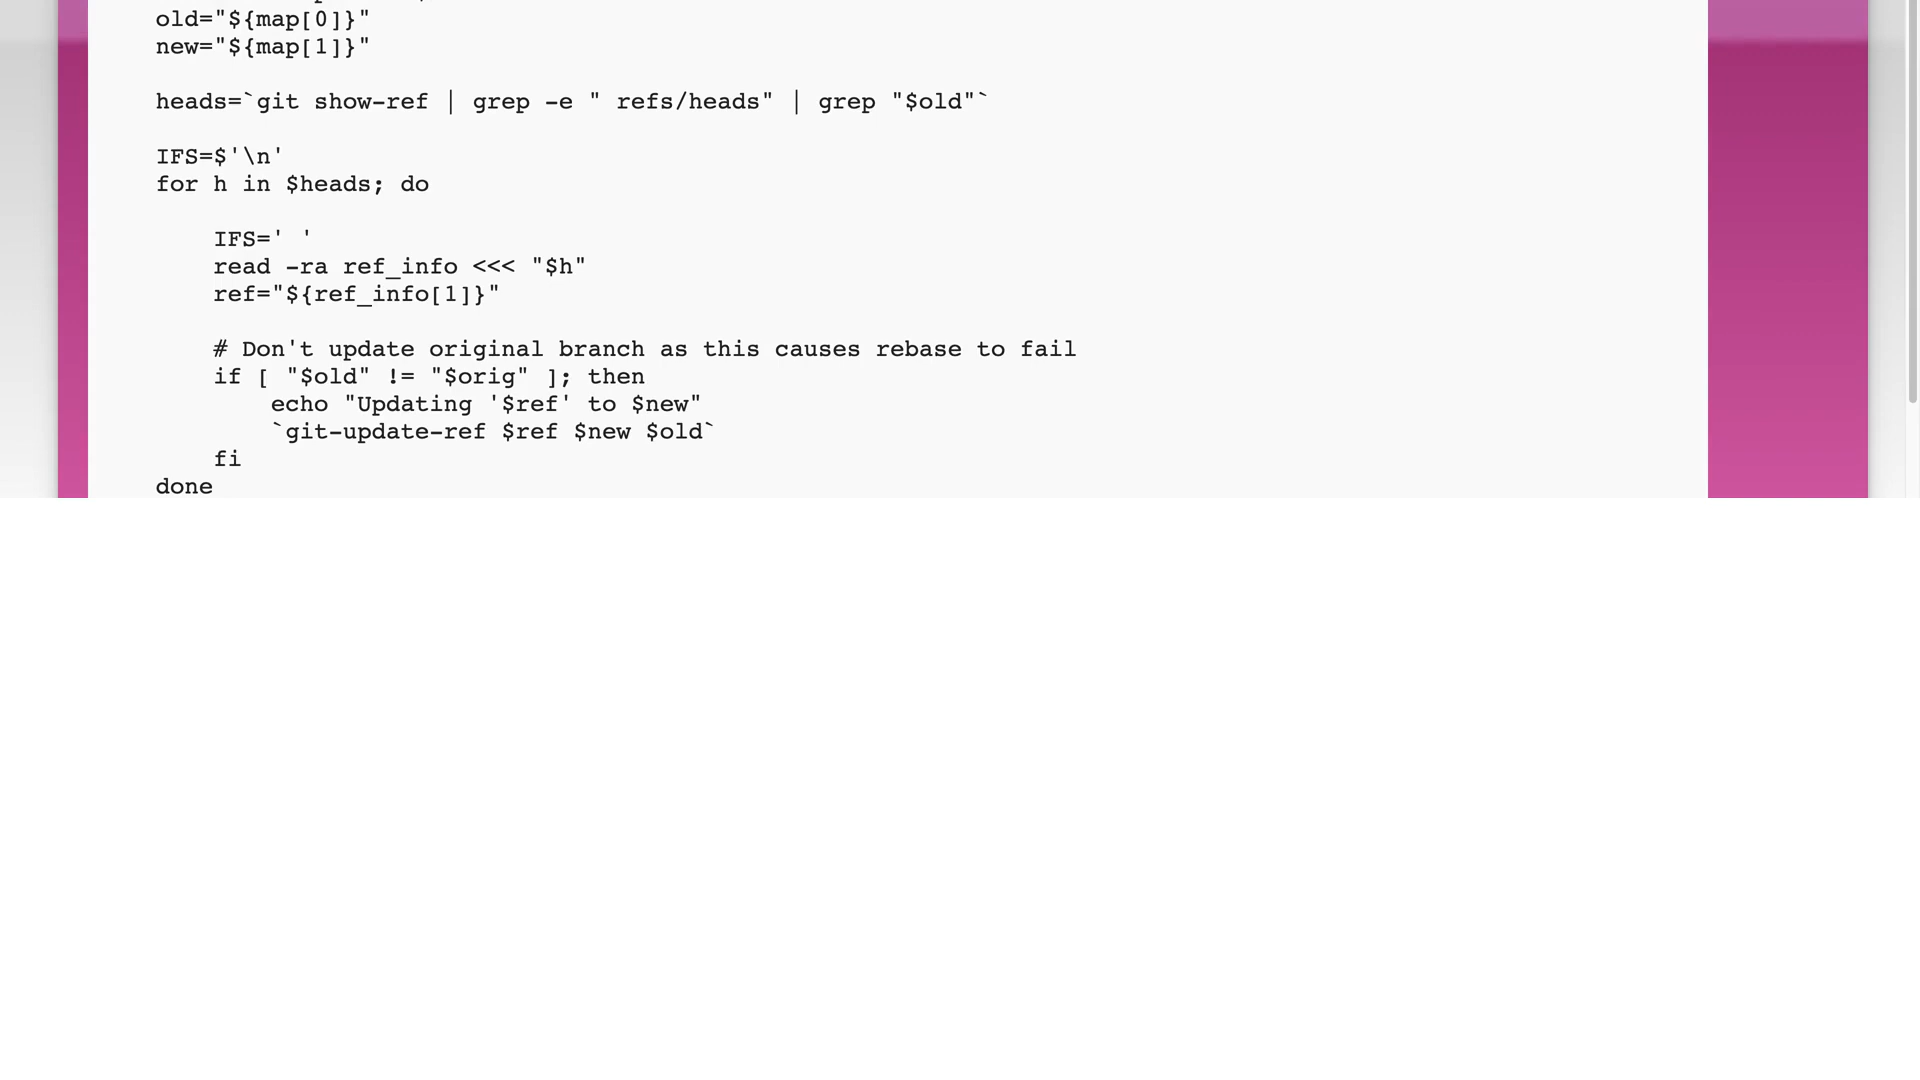 old="${map[0]}"
new="${map[1]}"
heads=`git show-ref | grep -e " refs/heads" | grep "$old"`
IFS=$'\n'
for h in $heads; do
IFS=' '
read -ra ref_info <<< "$h"
ref="${ref_info[1]}"
# Don't update original branch as this causes rebase to fail
if [ "$old" != "$orig" ]; then
echo "Updating '$ref' to $new"
`git-update-ref $ref $new $old`
fi
done